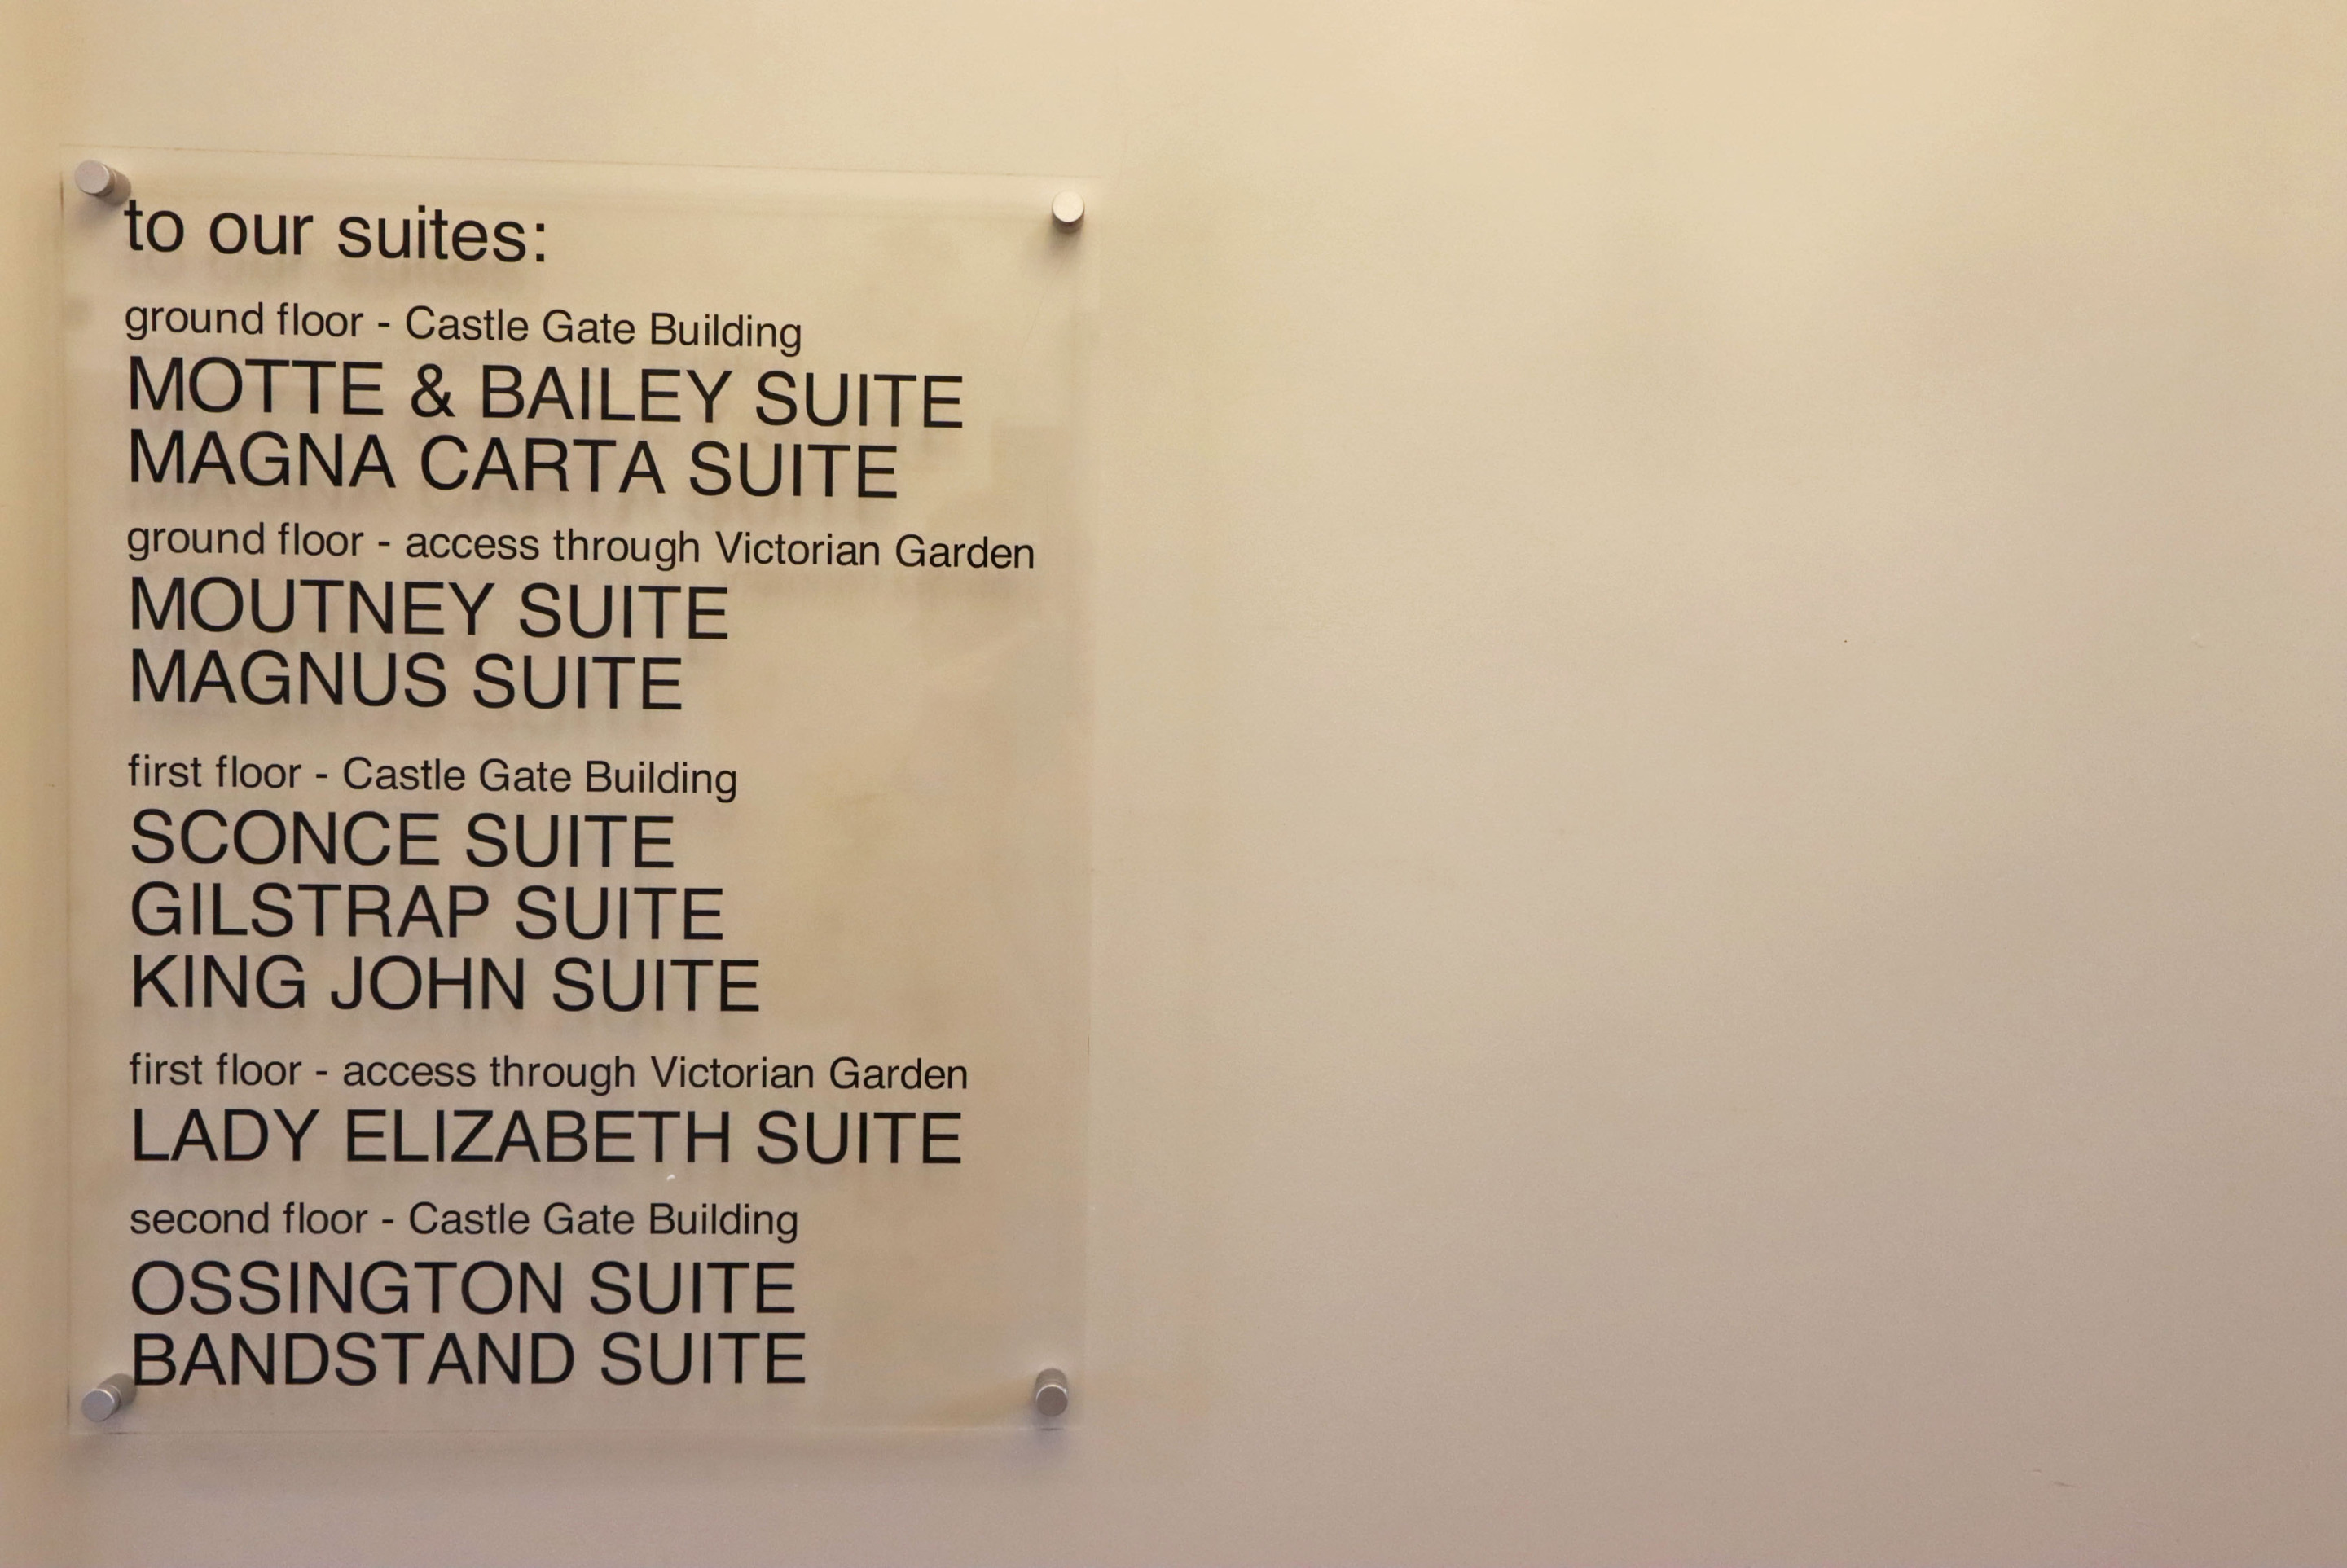 to our suites:
ground floor - Castle Gate Building
MOTTE & BAILEY SUITE
MAGNA CARTA SUITE
ground floor - access through Victorian Garden
MOUTNEY SUITE
MAGNUS SUITE
first floor - Castle Gate Building
SCONCE SUITE
GILSTRAP SUITE
KING JOHN SUITE
first floor - access through Victorian Garden
LADY ELIZABETH SUITE
second floor - Castle Gate Building
OSSINGTON SUITE
BANDSTAND SUITE